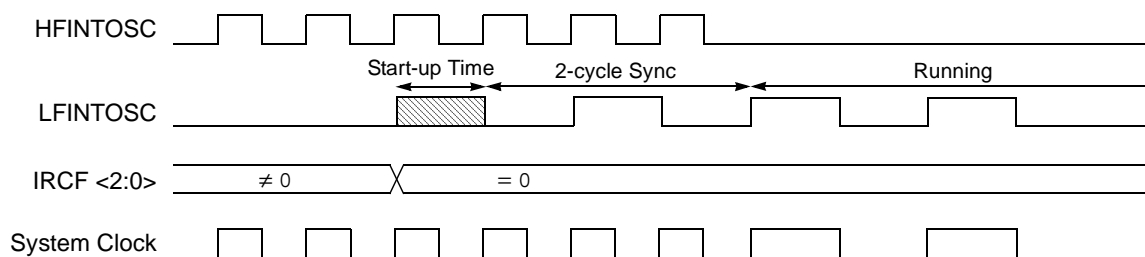 HFINTOSC
Start-up Time 2-cycle Sync Running
LFINTOSC
IRCF <2:0> ≠ 0 = 0
System Clock